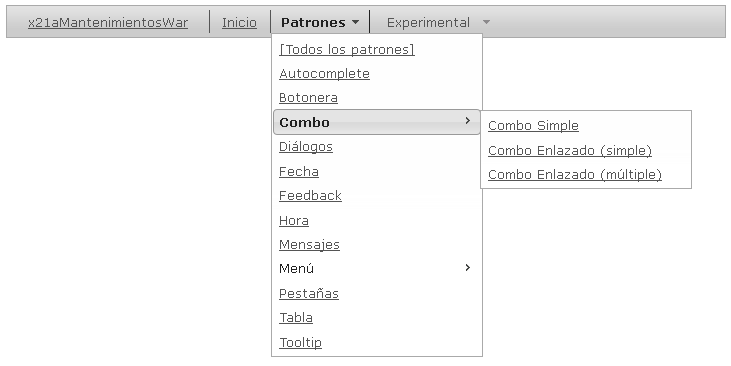 x21aMantenimientosWar Inicio Patrones Experimental
[Todos los patrones]
Autocomplete
Botonera
Combo
Combo Simple
Combo Enlazado (simple)
Combo Enlazado (múltiple)
Diálogos
Fecha
Feedback
Hora
Mensajes
Menú
Pestañas
Tabla
Tooltip